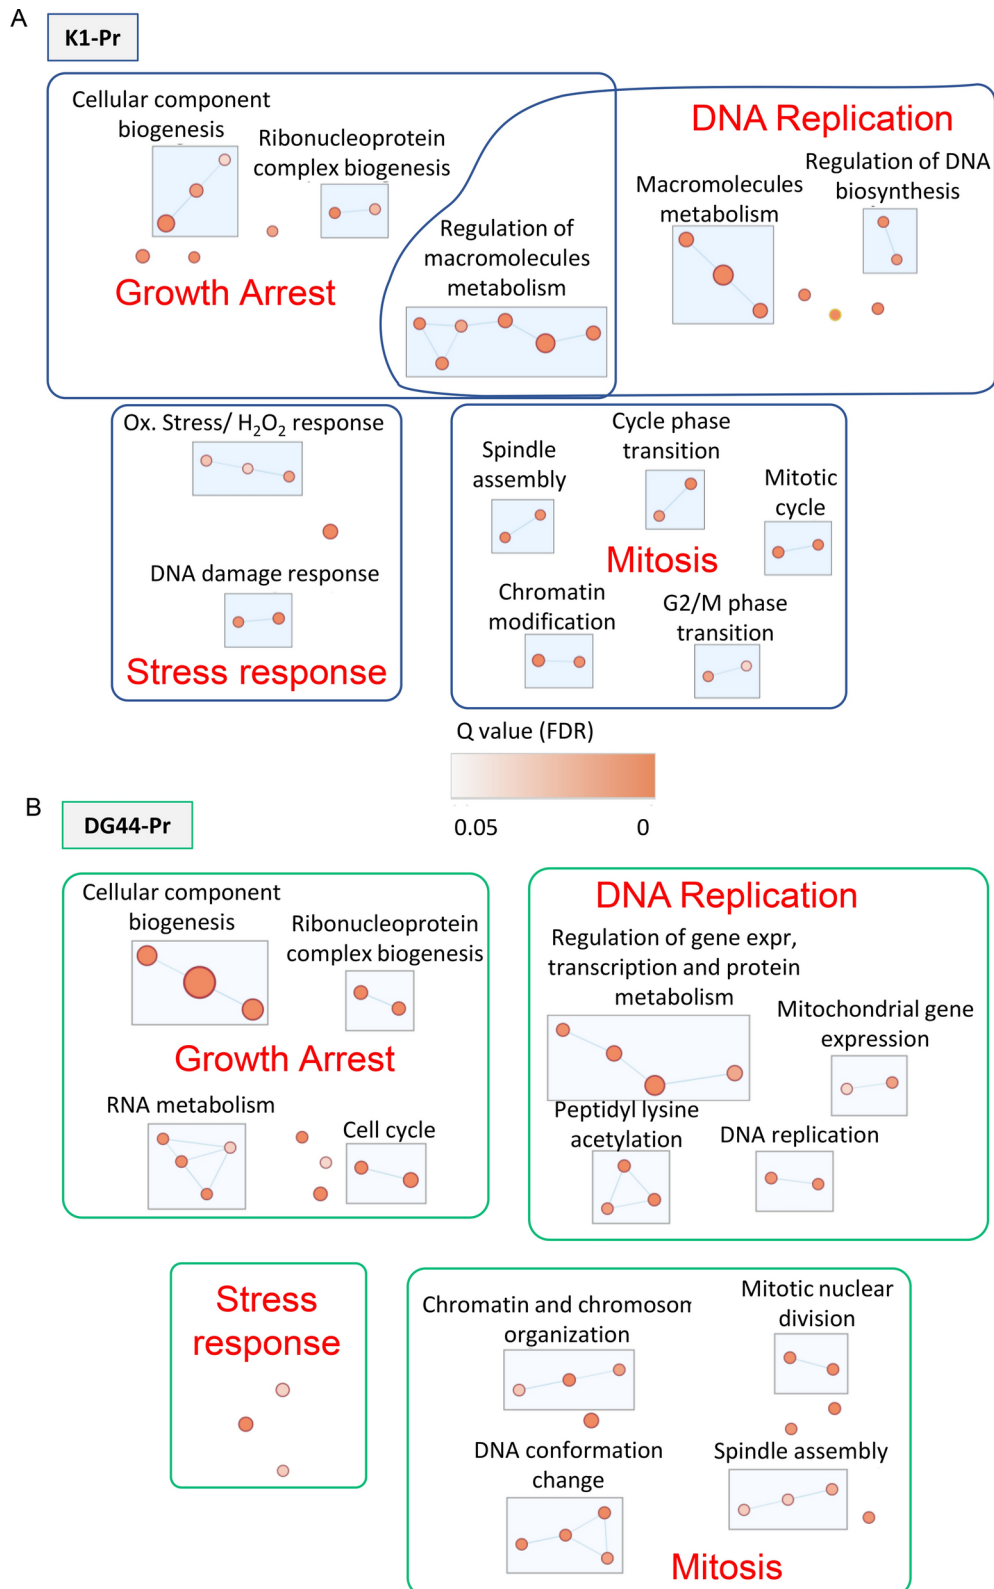 A
K1-Pr
Cellular component
biogenesis
Ribonucleoprotein
complex biogenesis
Growth Arrest
Regulation of
macromolecules
metabolism
DNA Replication
Macromolecules
metabolism
Regulation of DNA
biosynthesis
Ox. Stress/ H₂O₂ response
DNA damage response
Stress response
Spindle
assembly
Cycle phase
transition
Mitotic
cycle
Mitosis
Chromatin
modification
G2/M phase
transition
Q value (FDR)
0.05 0
B
DG44-Pr
Cellular component
biogenesis
Ribonucleoprotein
complex biogenesis
Growth Arrest
RNA metabolism
Cell cycle
DNA Replication
Regulation of gene expr,
transcription and protein
metabolism
Mitochondrial gene
expression
Peptidyl lysine
acetylation
DNA replication
Stress
response
Chromatin and chromosom
organization
Mitotic nuclear
division
DNA conformation
change
Spindle assembly
Mitosis